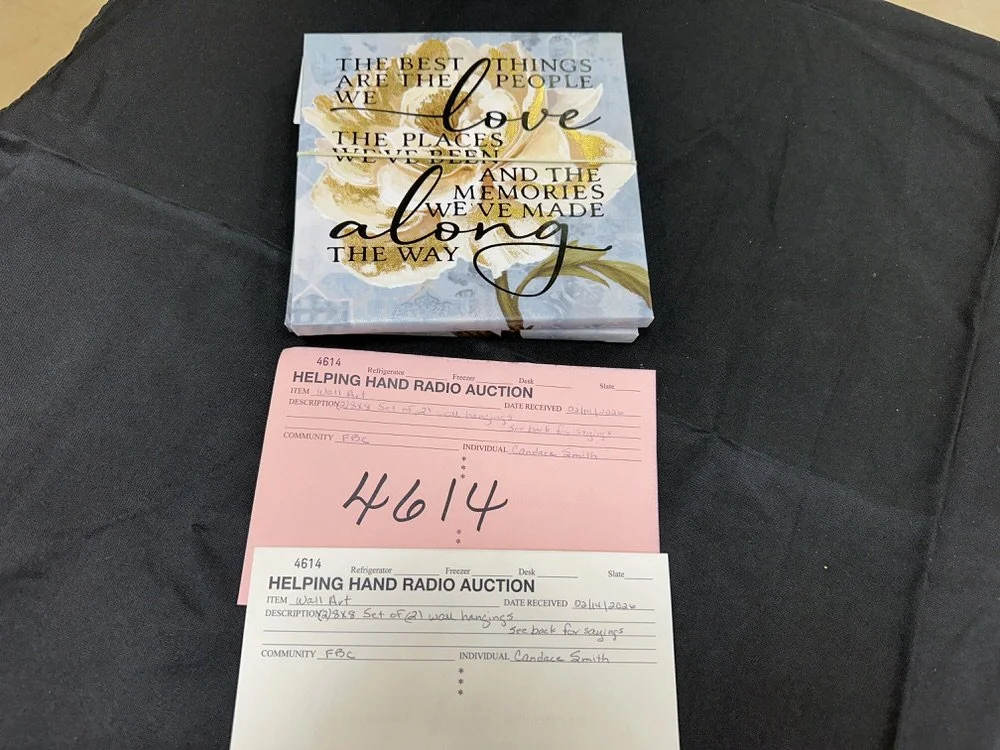 THE BEST THINGS
ARE THE PEOPLE
WE love
THE PLACES
WE'VE BEEN
AND THE
MEMORIES
WE'VE MADE
along
THE WAY
4614
Refrigerator Freezer Desk Slate
HELPING HAND RADIO AUCTION
ITEM Wall Art
DESCRIPTION (2) 8x8 Set of (2) wall hangings DATE RECEIVED 02/14/2026
see back for sayings
COMMUNITY FBC INDIVIDUAL Candace Smith
4614
4614
Refrigerator Freezer Desk Slate
HELPING HAND RADIO AUCTION
ITEM Wall Art DATE RECEIVED 02/14/2026
DESCRIPTION (2) 8x8 Set of (2) wall hangings
see back for sayings
COMMUNITY FBC INDIVIDUAL Candace Smith